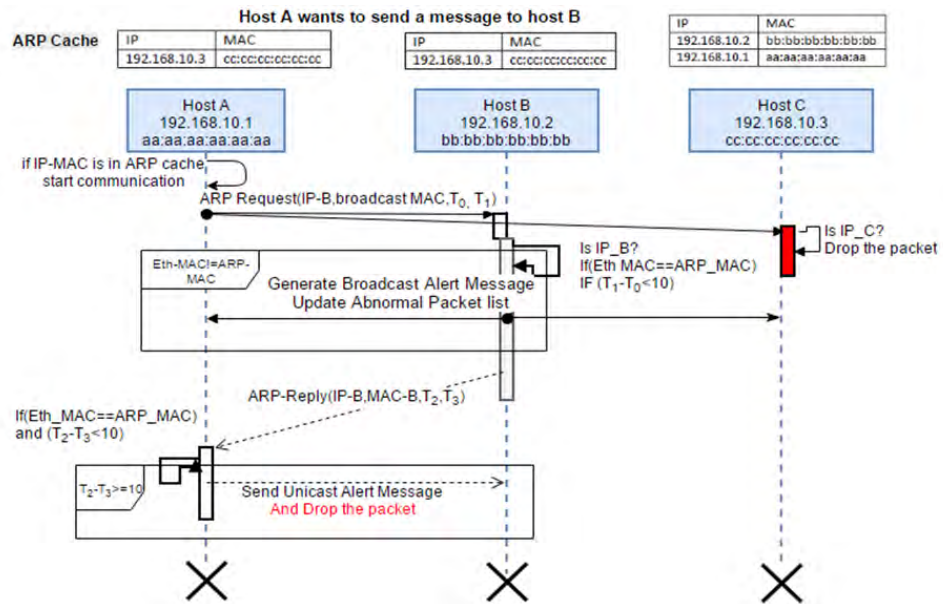 Host A wants to send a message to host B
ARP Cache
IP MAC
192.168.10.3 cc:cc:cc:cc:cc:cc
IP MAC
192.168.10.3 cc:cc:cc:cc:cc:cc
IP MAC
192.168.10.2 bb:bb:bb:bb:bb:bb
192.168.10.1 aa:aa:aa:aa:aa:aa
Host A
192.168.10.1
aa:aa:aa:aa:aa:aa
Host B
192.168.10.2
bb:bb:bb:bb:bb:bb
Host C
192.168.10.3
cc:cc:cc:cc:cc:cc
if IP-MAC is in ARP cache
start communication
ARP Request(IP-B,broadcast MAC,T0, T1)
Is IP_C?
Drop the packet
Is IP_B?
If(Eth MAC==ARP_MAC)
IF (T1-T0<10)
Eth-MAC!=ARP-
MAC
Generate Broadcast Alert Message
Update Abnormal Packet list
ARP-Reply(IP-B,MAC-B,T2,T3)
If(Eth_MAC==ARP_MAC)
and (T2-T3<10)
T2-T3>=10
Send Unicast Alert Message
And Drop the packet